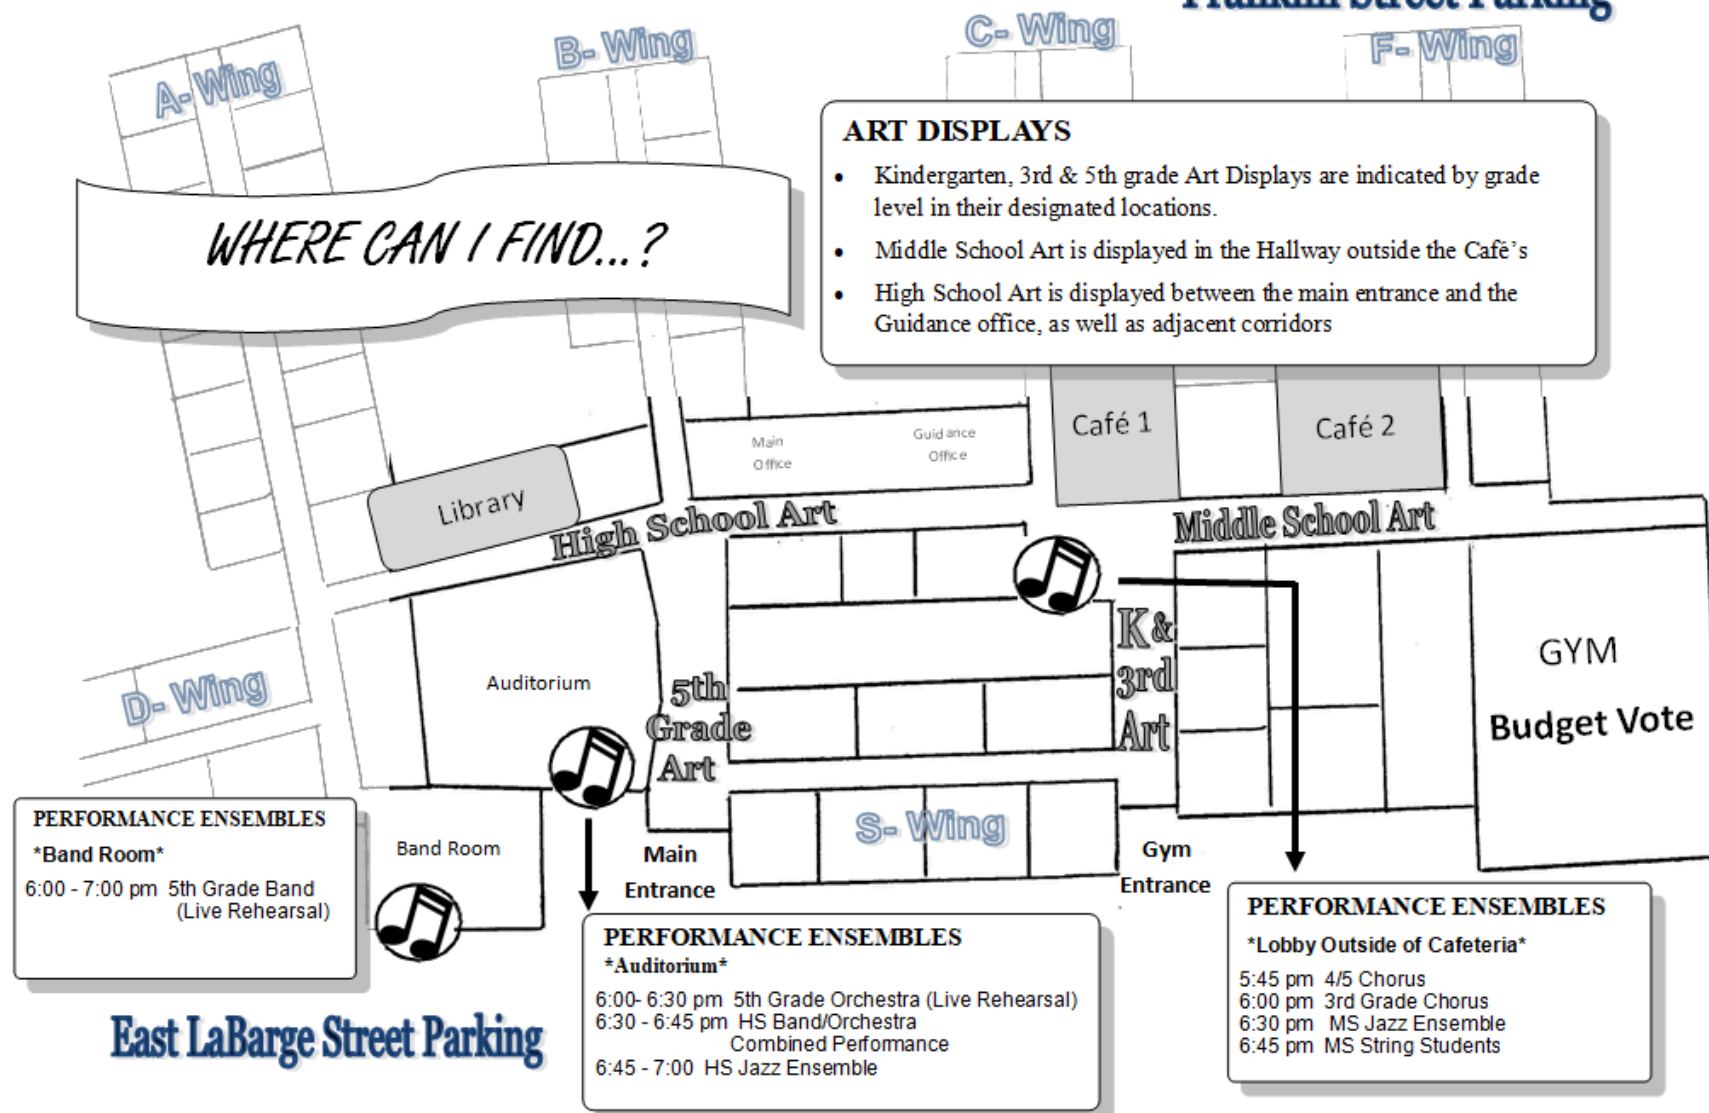 Franklin Street Parking
A- Wing
B- Wing
C- Wing
F- Wing
WHERE CAN I FIND...?
ART DISPLAYS
• Kindergarten, 3rd & 5th grade Art Displays are indicated by grade
level in their designated locations.
• Middle School Art is displayed in the Hallway outside the Café's
• High School Art is displayed between the main entrance and the
Guidance office, as well as adjacent corridors
Main
Office
Guidance
Office
Café 1
Café 2
Library
High School Art
Middle School Art
K &
3rd
Art
GYM
Budget Vote
Auditorium
5th
Grade
Art
D- Wing
S- Wing
Band Room
Main
Entrance
Gym
Entrance
PERFORMANCE ENSEMBLES
*Band Room*
6:00 - 7:00 pm 5th Grade Band
(Live Rehearsal)
PERFORMANCE ENSEMBLES
*Auditorium*
6:00- 6:30 pm 5th Grade Orchestra (Live Rehearsal)
6:30 - 6:45 pm HS Band/Orchestra
Combined Perfomance
6:45 - 7:00 HS Jazz Ensemble
PERFORMANCE ENSEMBLES
*Lobby Outside of Cafeteria*
5:45 pm 4/5 Chorus
6:00 pm 3rd Grade Chorus
6:30 pm MS Jazz Ensemble
6:45 pm MS String Students
East LaBarge Street Parking